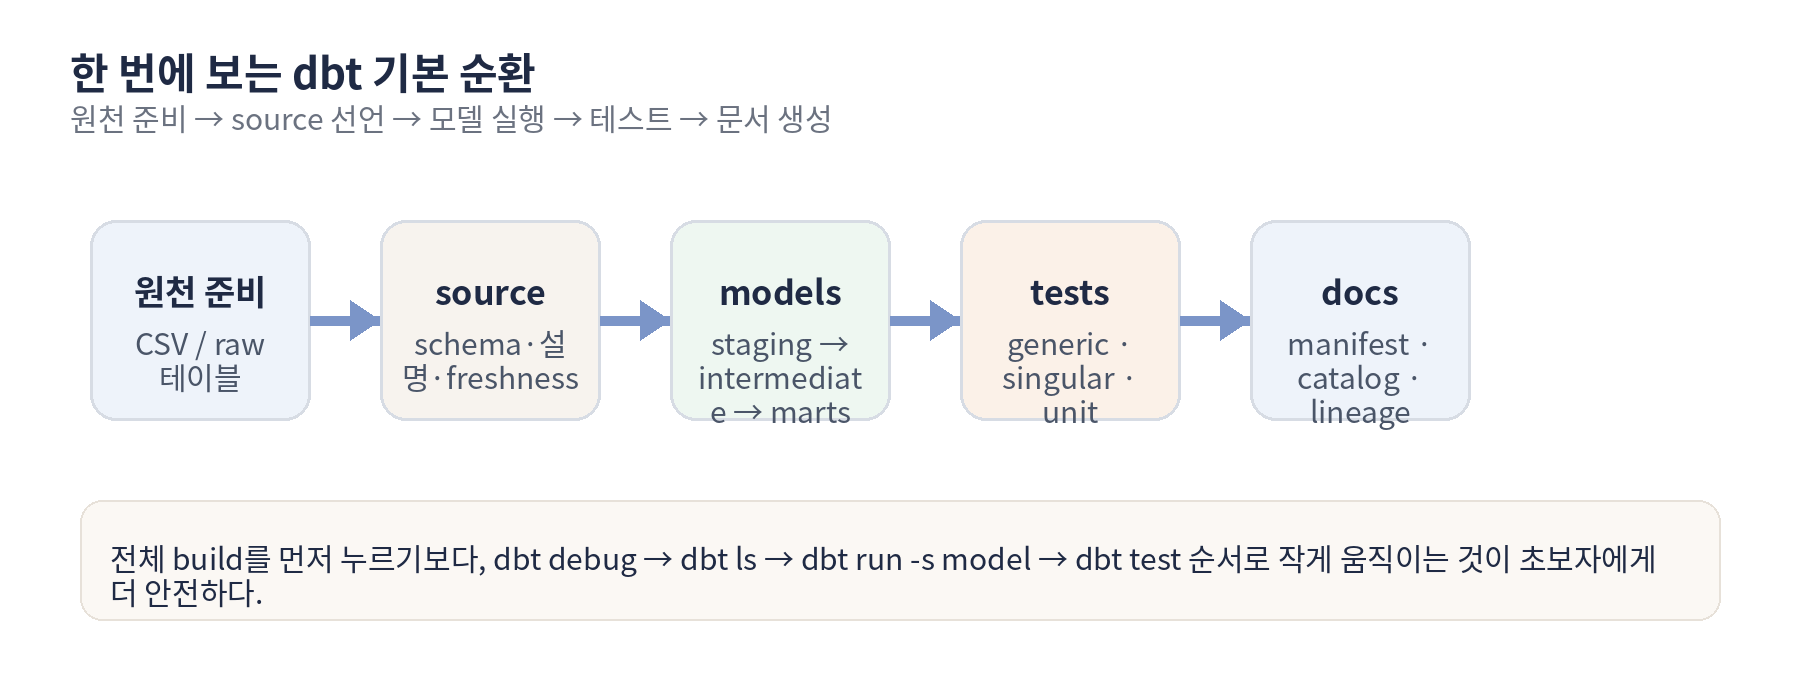 한 번에 보는 dbt 기본 순환
원천 준비 → source 선언 → 모델 실행 → 테스트 → 문서 생성
원천 준비
CSV / raw
테이블
source
schema · 설
명 · freshness
models
staging →
intermediat
e → marts
tests
generic ·
singular ·
unit
docs
manifest ·
catalog ·
lineage
전체 build를 먼저 누르기보다, dbt debug → dbt ls → dbt run -s model → dbt test 순서로 작게 움직이는 것이 초보자에게
더 안전하다.